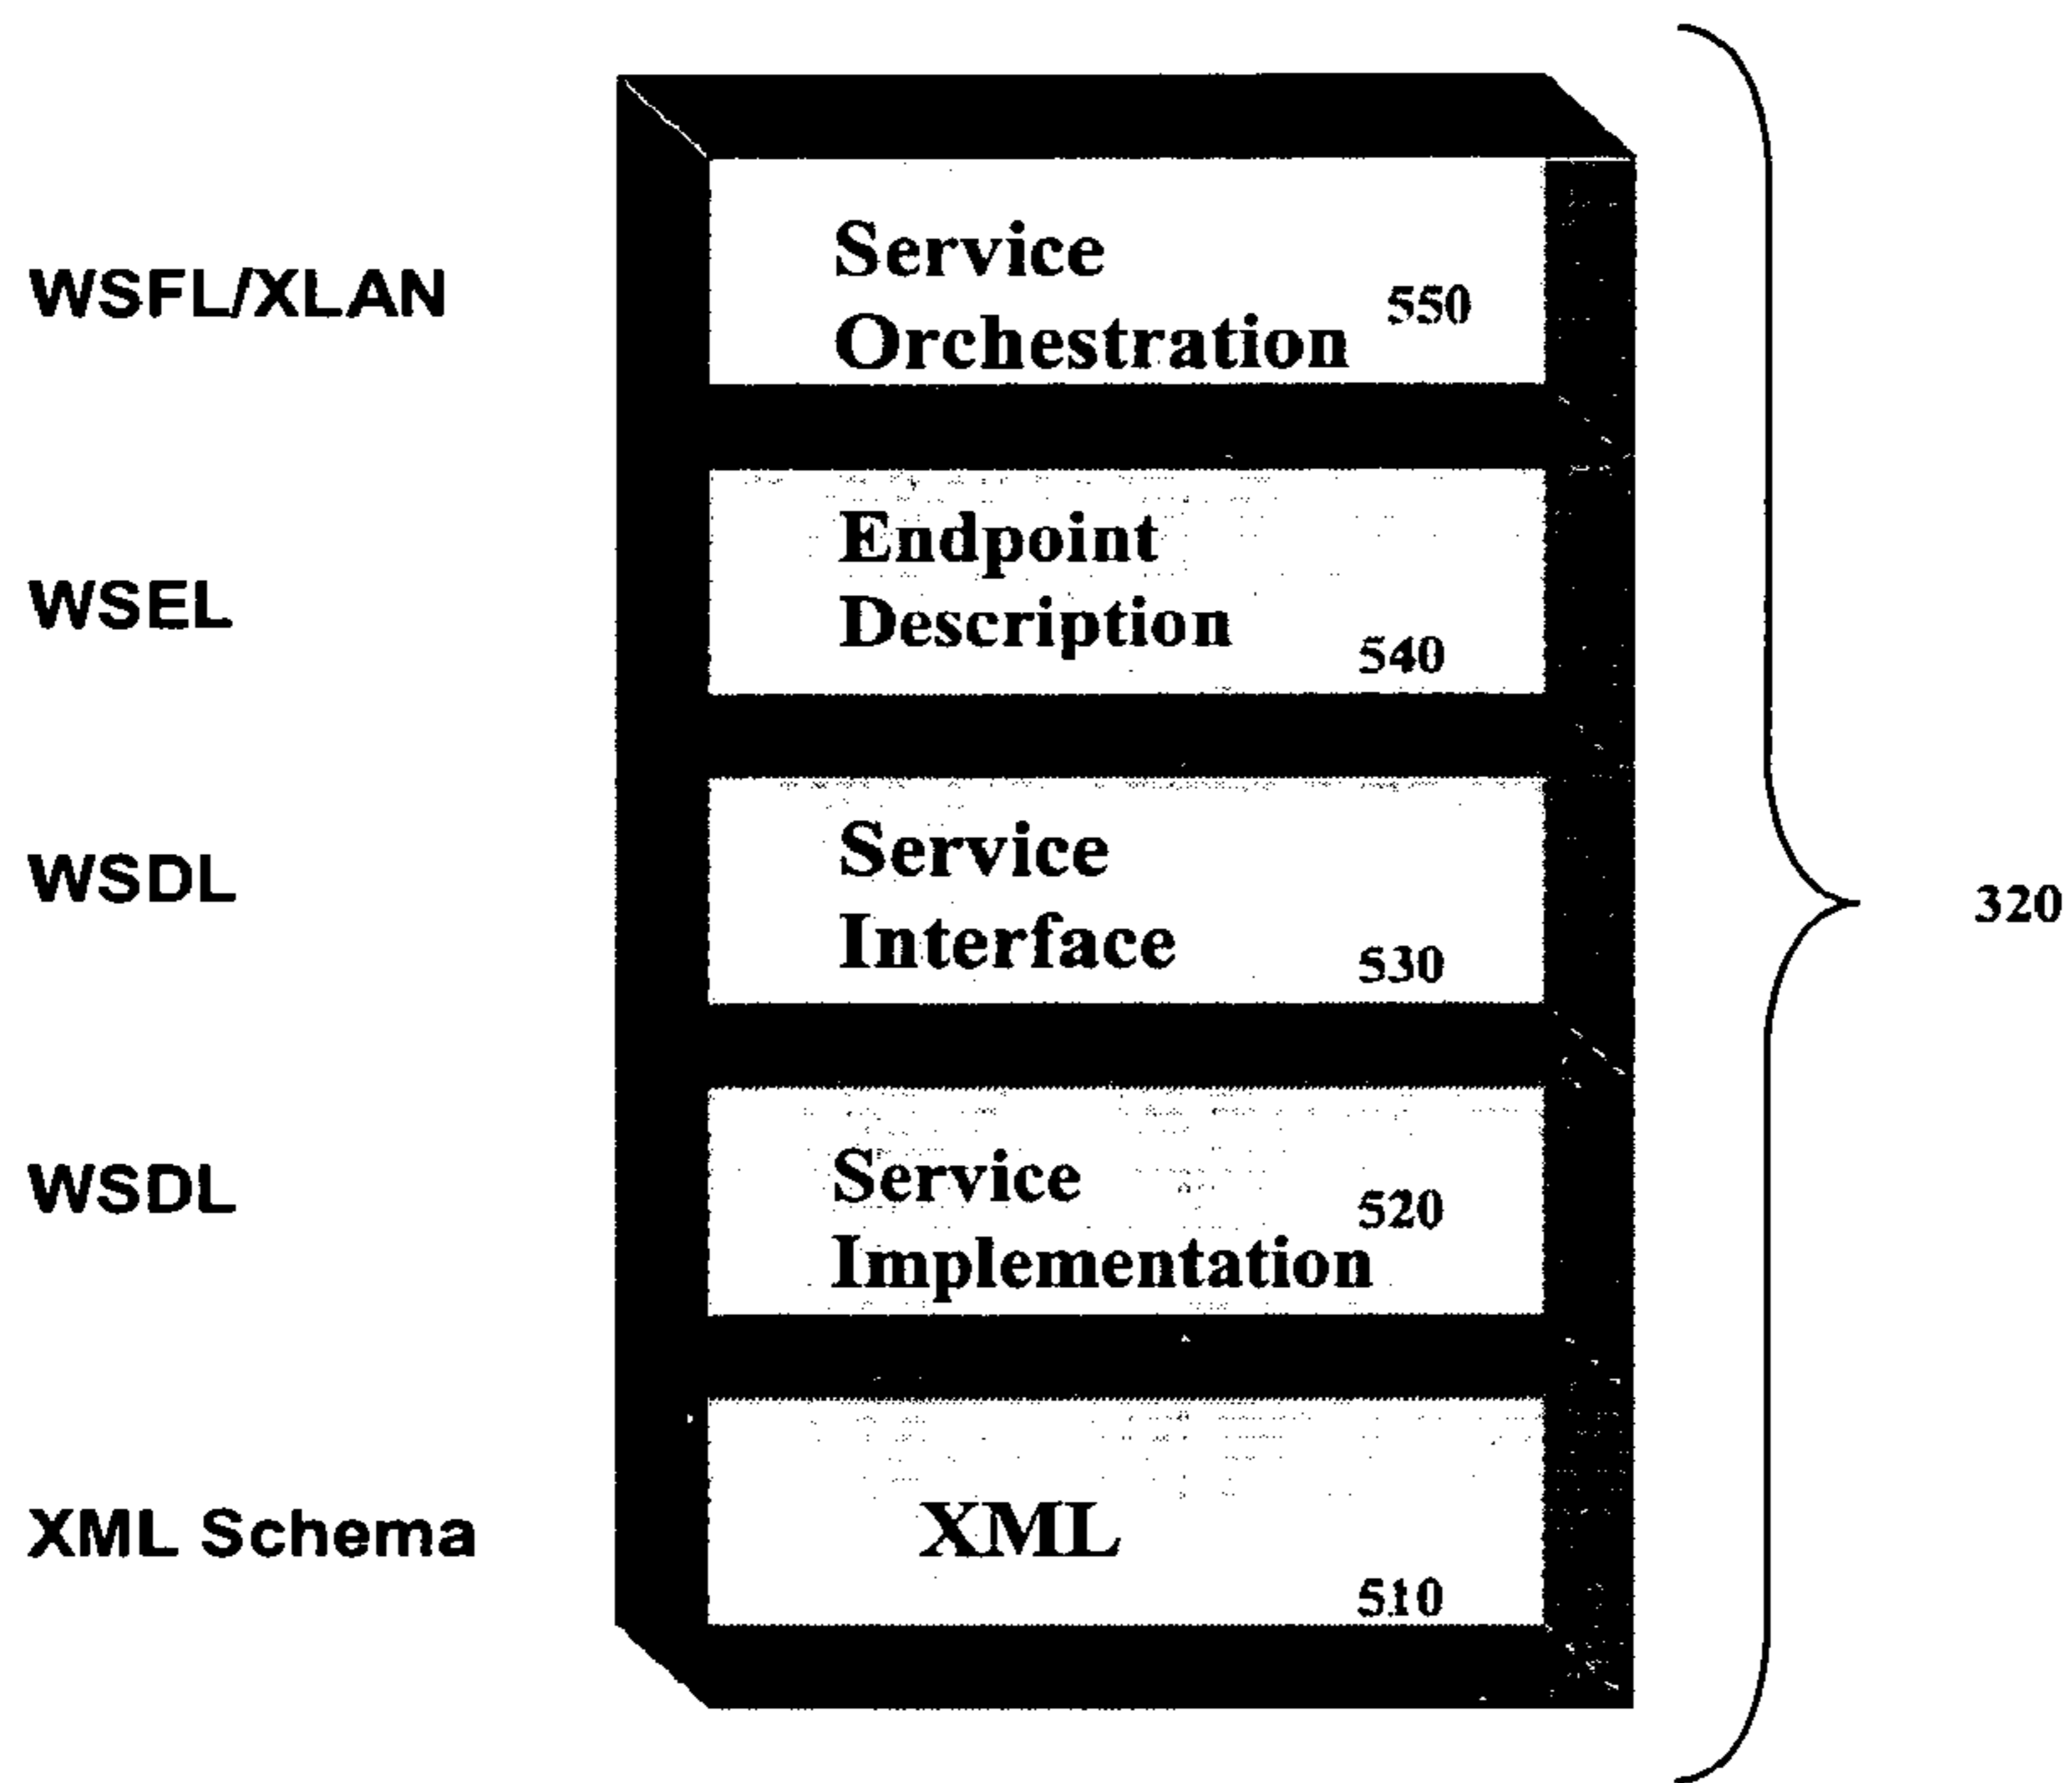 WSFL/XLAN
Service
Orchestration
550
WSEL
Endpoint
Description
540
WSDL
Service
Interface
530
320
WSDL
Service
Implementation
520
XML Schema
XML
510